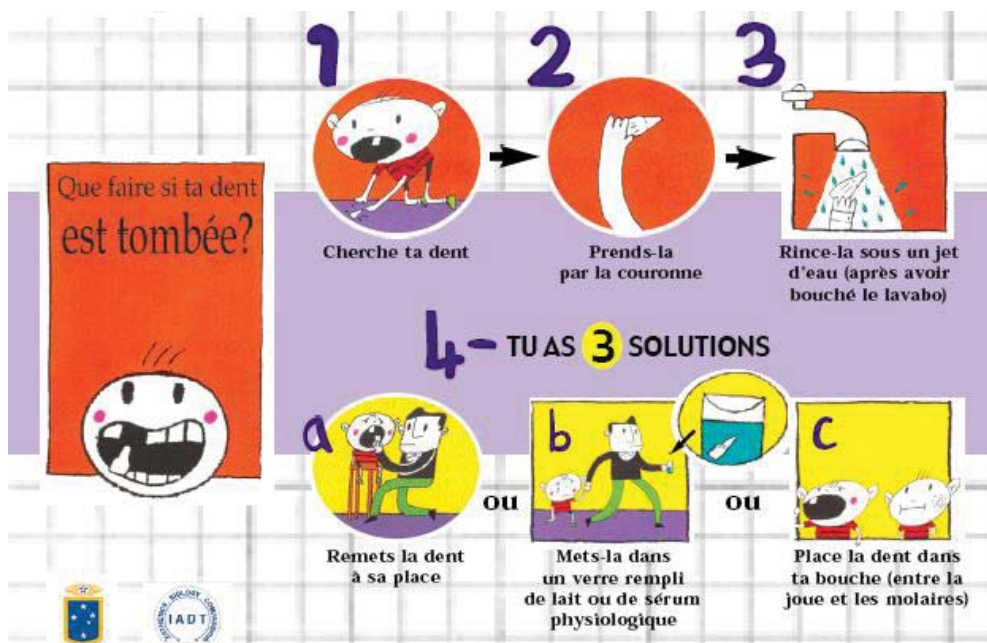 Que faire si ta dent
est tombée?
1
2
3
Cherche ta dent
Prends-la
par la couronne
Rince-la sous un jet
d'eau (après avoir
bouché le lavabo)
4- TU AS 3 SOLUTIONS
a
b
c
ou
ou
Remets la dent
à sa place
Mets-la dans
un verre rempli
de lait ou de sérum
physiologique
Place la dent dans
ta bouche (entre la
joue et les molaires)
IADT